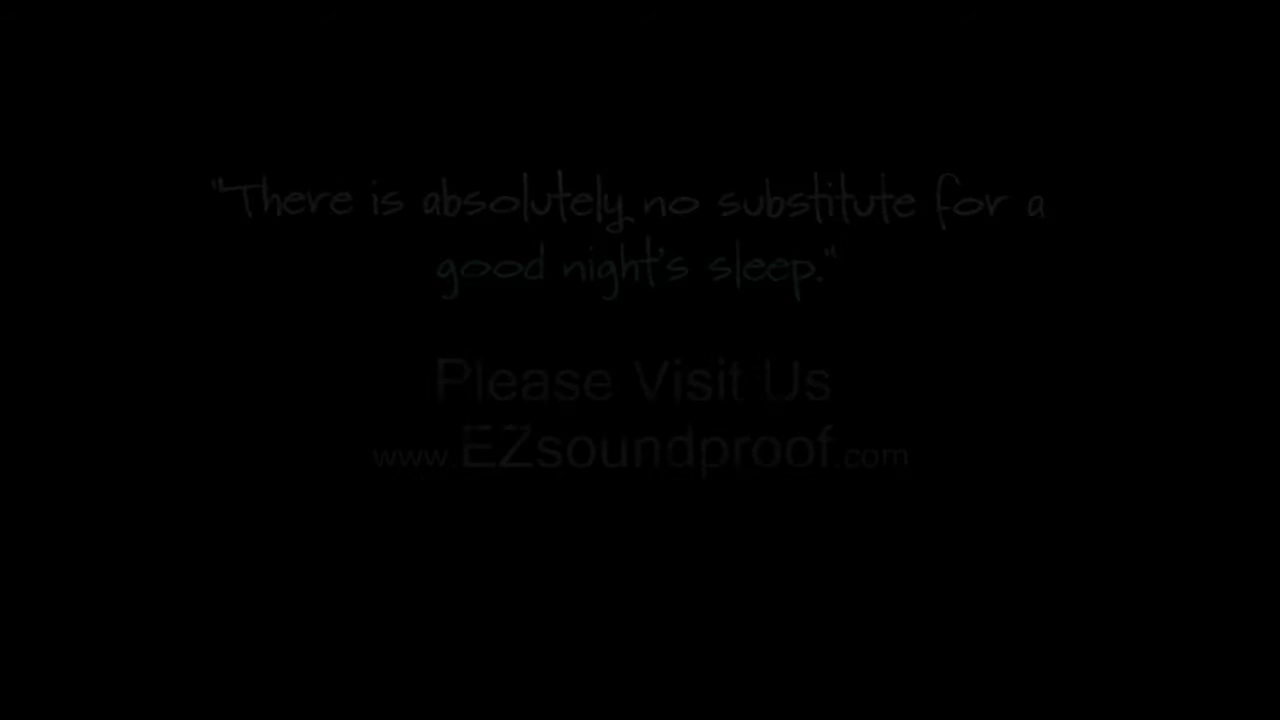 "There is absolutely no substitute for a
good night's sleep."
Please Visit Us
www.EZsoundproof.com